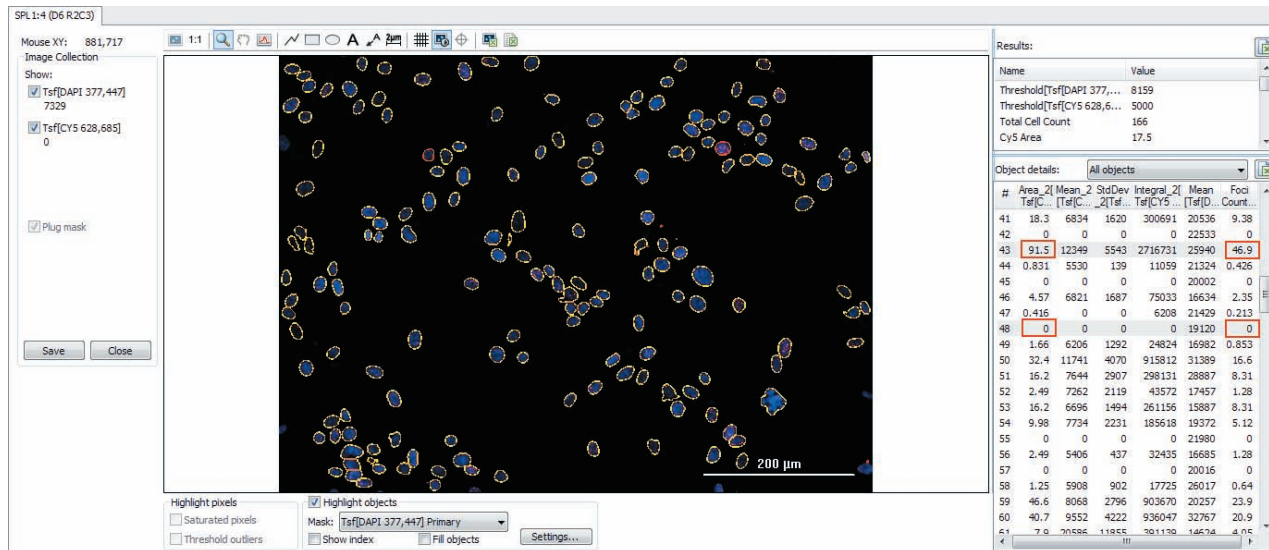 SPL1:4 (D6 R2C3)
Mouse XY: 881,717
Image Collection
Show:
Tsf[DAPI 377,447]
7329
Tsf[CY5 628,685]
0
Plug mask
Save Close
1:1 A 2µm
200 µm
Highlight pixels
Saturated pixels
Threshold outliers
Highlight objects
Mask: Tsf[DAPI 377,447] Primary
Show index Fill objects Settings...
Results:
Name Value
Threshold[Tsf[DAPI 377,... 8159
Threshold[Tsf[CY5 628,6... 5000
Total Cell Count 166
Cy5 Area 17.5
Object details: All objects
# Area_2[ Mean_2 StdDev Integral_2[ Mean Foci
Tsf[C... [Tsf[C... _2[Tsf... Tsf[CY5 ... [Tsf[D... Count...
41 18.3 6834 1620 300691 20536 9.38
42 0 0 0 0 22533 0
43 91.5 12349 5543 2716731 25940 46.9
44 0.831 5530 139 11059 21324 0.426
45 0 0 0 0 20002 0
46 4.57 6821 1687 75033 16634 2.35
47 0.416 0 0 6208 21429 0.213
48 0 0 0 0 19120 0
49 1.66 6206 1292 24824 16982 0.853
50 32.4 11741 4070 915812 31389 16.6
51 16.2 7644 2907 298131 28887 8.31
52 2.49 7262 2119 43572 17457 1.28
53 16.2 6696 1494 261156 15887 8.31
54 9.98 7734 2231 185618 19372 5.12
55 0 0 0 0 21980 0
56 2.49 5406 437 32435 16685 1.28
57 0 0 0 0 20016 0
58 1.25 5908 902 17725 26017 0.64
59 46.6 8068 2796 903670 20257 23.9
60 40.7 9552 4222 936047 32767 20.9
61 7.9 20586 11855 391139 14624 4.05